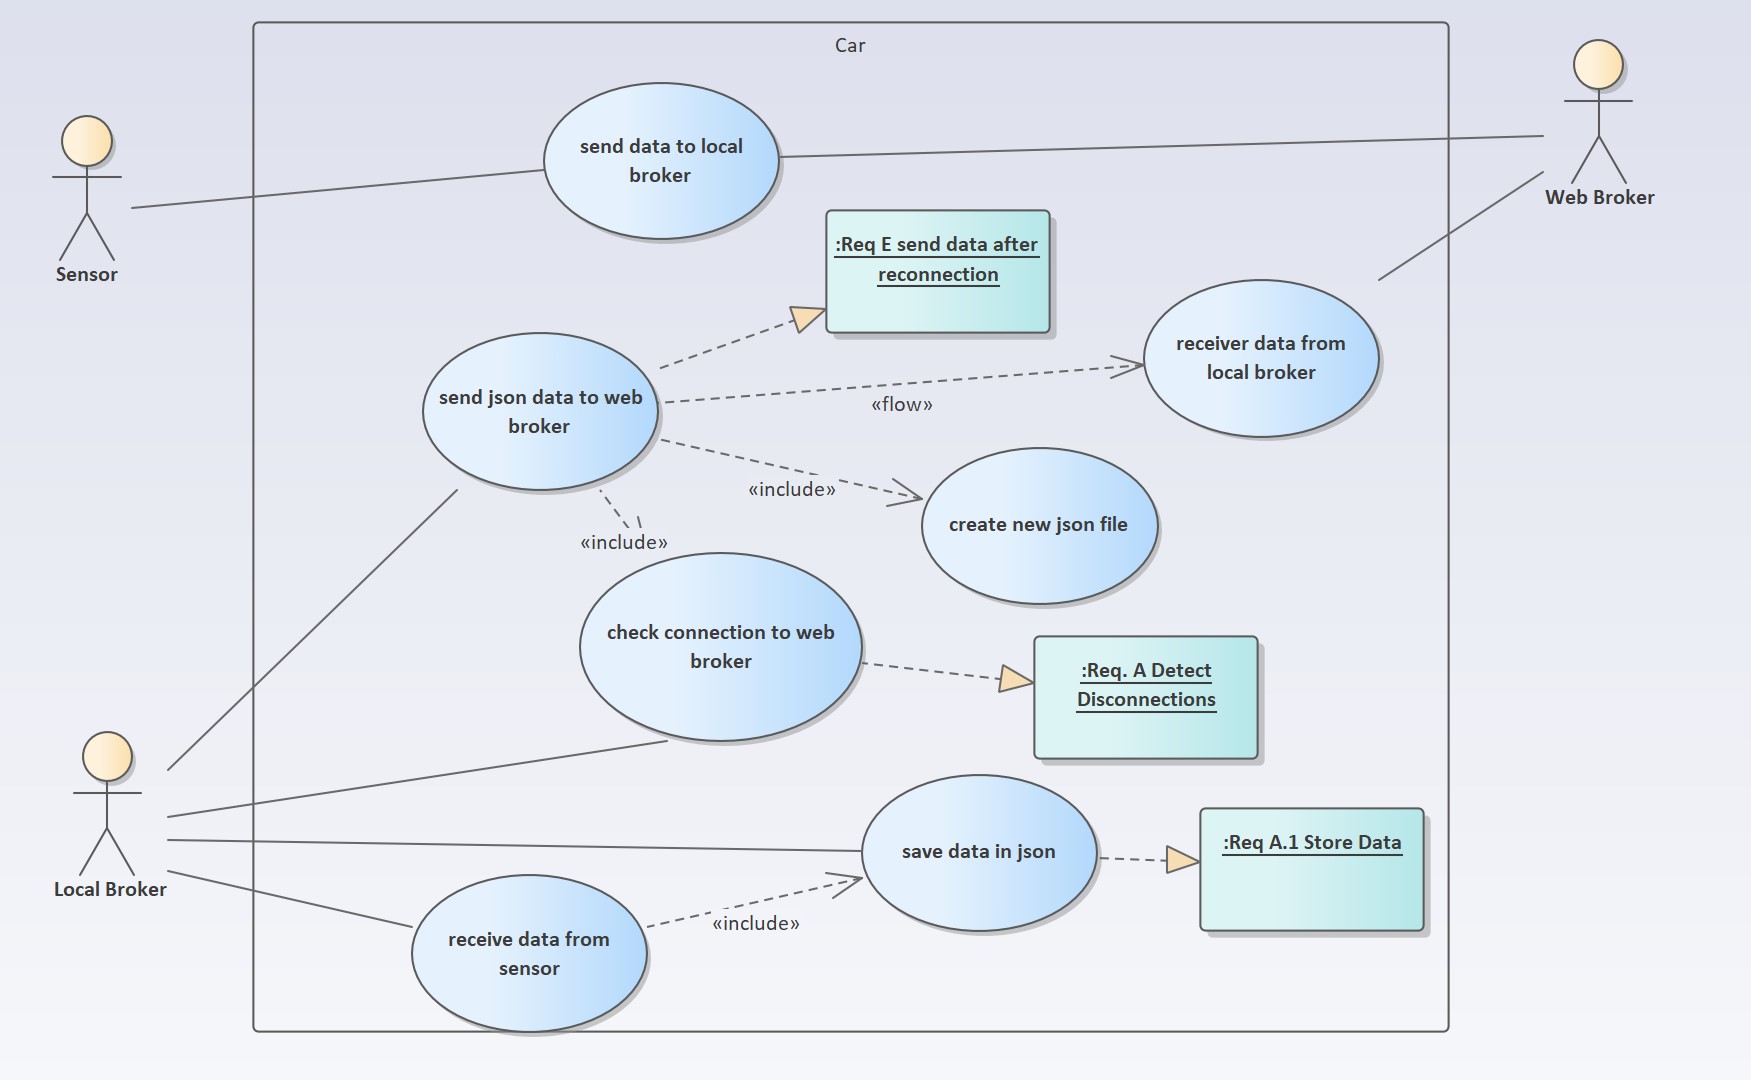 Car
send data to local
broker
Web Broker
Sensor
:Req E send data after
reconnection
receiver data from
local broker
send json data to web
broker
«flow»
«include»
create new json file
«include»
check connection to web
broker
:Req. A Detect
Disconnections
Local Broker
save data in json
:Req A.1 Store Data
receive data from
sensor
«include»